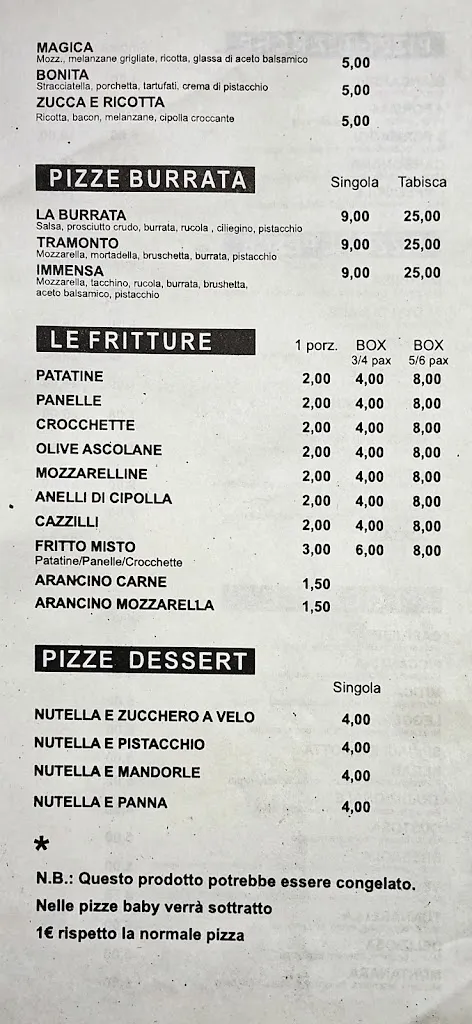 MAGICA 5,00
Mozz., melanzane grigliate, ricotta, glassa di aceto balsamico
BONITA 5,00
Stracciatella, porchetta, tartufati, crema di pistacchio
ZUCCA E RICOTTA 5,00
Ricotta, bacon, melanzane, cipolla croccante
PIZZE BURRATA Singola Tabisca
LA BURRATA 9,00 25,00
Salsa, prosciutto crudo, burrata, rucola , ciliegino, pistacchio
TRAMONTO 9,00 25,00
Mozzarella, mortadella, bruschetta, burrata, pistacchio
IMMENSA 9,00 25,00
Mozzarella, tacchino, rucola, burrata, brushetta,
aceto balsamico, pistacchio
LE FRITTURE 1 porz. BOX BOX
3/4 pax 5/6 pax
PATATINE 2,00 4,00 8,00
PANELLE 2,00 4,00 8,00
CROCCHETTE 2,00 4,00 8,00
OLIVE ASCOLANE 2,00 4,00 8,00
MOZZARELLINE 2,00 4,00 8,00
ANELLI DI CIPOLLA 2,00 4,00 8,00
CAZZILLI 2,00 4,00 8,00
FRITTO MISTO 3,00 6,00 8,00
Patatine/Panelle/Crocchette
ARANCINO CARNE 1,50
ARANCINO MOZZARELLA 1,50
PIZZE DESSERT
Singola
NUTELLA E ZUCCHERO A VELO 4,00
NUTELLA E PISTACCHIO 4,00
NUTELLA E MANDORLE 4,00
NUTELLA E PANNA 4,00
*
N.B.: Questo prodotto potrebbe essere congelato.
Nelle pizze baby verrà sottratto
1€ rispetto la normale pizza